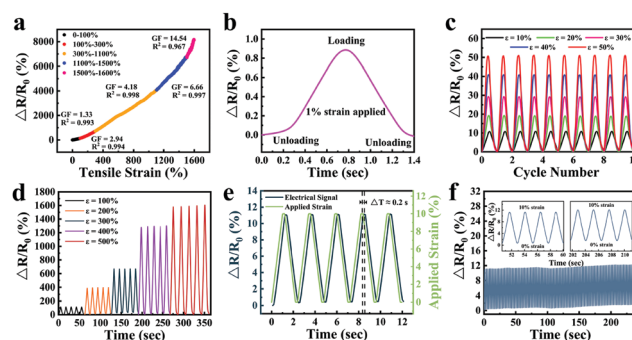 a
0-100%
100%-300%
300%-1100%
1100%-1500%
1500%-1600%
GF = 14.54
R² = 0.967
GF = 4.18
R² = 0.998
GF = 6.66
R² = 0.997
GF = 1.33
R² = 0.993
GF = 2.94
R² = 0.994
8000
6000
4000
2000
0
0 400 800 1200 1600
△R/R₀ (%)
Tensile Strain (%)
b
Loading
1% strain applied
Unloading
Unloading
1.0
0.8
0.6
0.4
0.2
0.0
0.0 0.2 0.4 0.6 0.8 1.0 1.2 1.4
△R/R₀ (%)
Time (sec)
c
ε = 10% ε = 20% ε = 30%
ε = 40% ε = 50%
70
60
50
40
30
20
10
0
0 2 4 6 8
△R/R₀ (%)
Cycle Number
d
ε = 100%
ε = 200%
ε = 300%
ε = 400%
ε = 500%
1800
1600
1400
1200
1000
800
600
400
200
0
0 50 100 150 200 250 300 350
△R/R₀ (%)
Time (sec)
e
Electrical Signal
Applied Strain
△T ≈ 0.2 s
14
12
10
8
6
4
2
0
10%
8%
6%
4%
2%
0%
0 2 4 6 8 10 12
△R/R₀ (%)
Applied Strain (%)
Time (sec)
f
10% strain
0% strain
10% strain
0% strain
△R/R₀ (%)
Time (sec)
Time (sec)
32
28
24
20
16
12
8
4
0
0 50 100 150 200
△R/R₀ (%)
Time (sec)